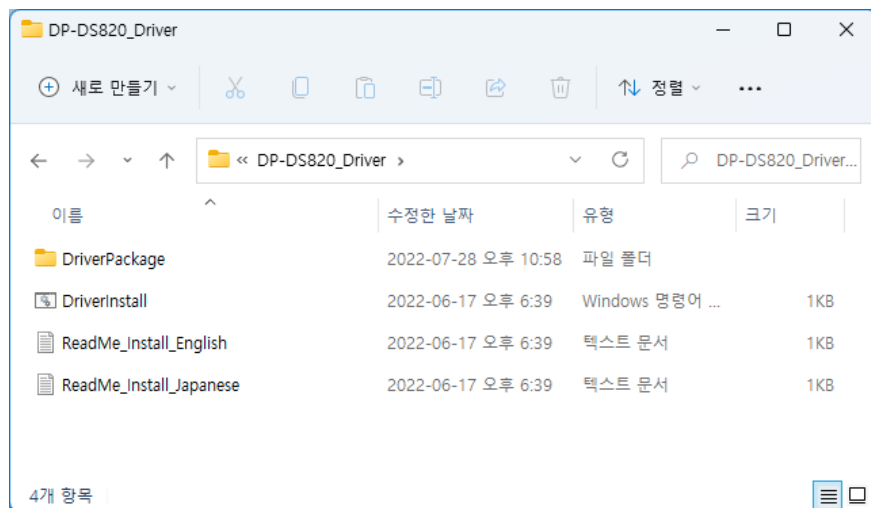 DP-DS820_Driver
새로 만들기 정렬
« DP-DS820_Driver > DP-DS820_Driver...
이름 수정한 날짜 유형 크기
DriverPackage 2022-07-28 오후 10:58 파일 폴더
DriverInstall 2022-06-17 오후 6:39 Windows 명령어 ... 1KB
ReadMe_Install_English 2022-06-17 오후 6:39 텍스트 문서 1KB
ReadMe_Install_Japanese 2022-06-17 오후 6:39 텍스트 문서 1KB
4개 항목